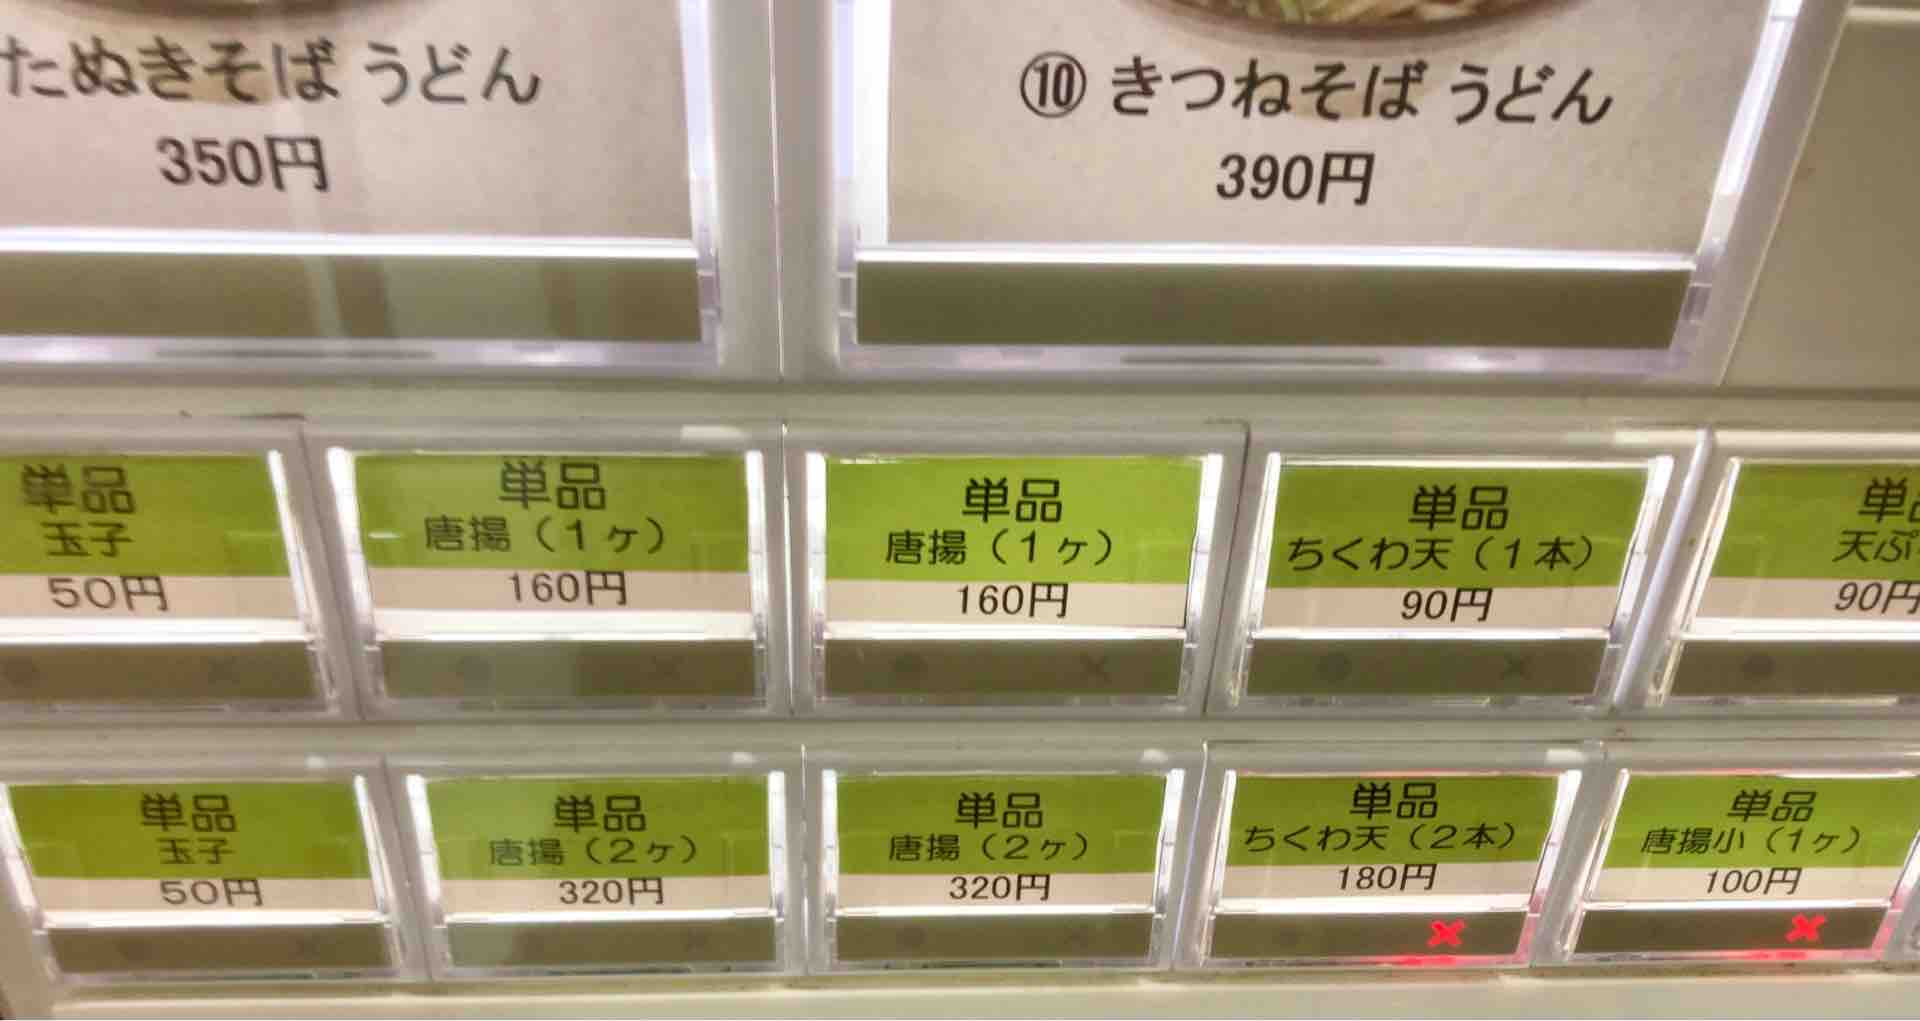 たぬきそば うどん
350円
⑩ きつねそば うどん
390円
単品
玉子
50円
単品
唐揚（1ヶ）
160円
単品
唐揚（1ヶ）
160円
単品
ちくわ天（1本）
90円
単品
天ぷ
90円
単品
玉子
50円
単品
唐揚（2ヶ）
320円
単品
唐揚（2ヶ）
320円
単品
ちくわ天（2本）
180円
単品
唐揚小（1ヶ）
100円